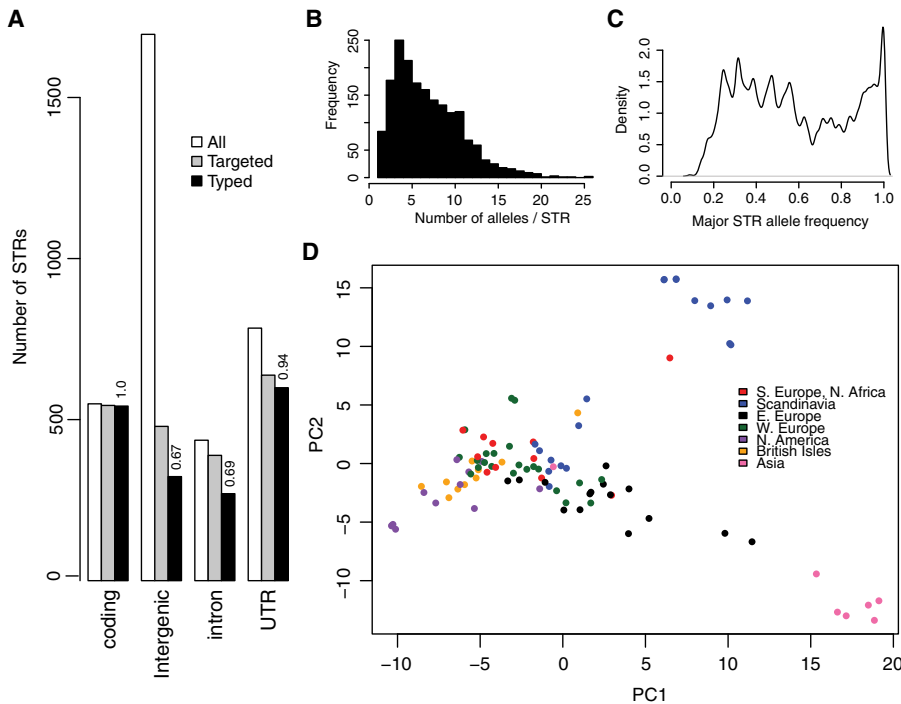 A
Number of STRs
0
500
1000
1500
All
Targeted
Typed
1.0
0.67
0.69
0.94
coding
Intergenic
intron
UTR
B
Frequency
0
50
150
250
0
5
10
15
20
25
Number of alleles / STR
C
Density
0.0
0.5
1.0
1.5
2.0
0.0
0.2
0.4
0.6
0.8
1.0
Major STR allele frequency
D
PC2
15
10
5
0
−5
−10
S. Europe, N. Africa
Scandinavia
E. Europe
W. Europe
N. America
British Isles
Asia
−10
−5
0
5
10
15
20
PC1